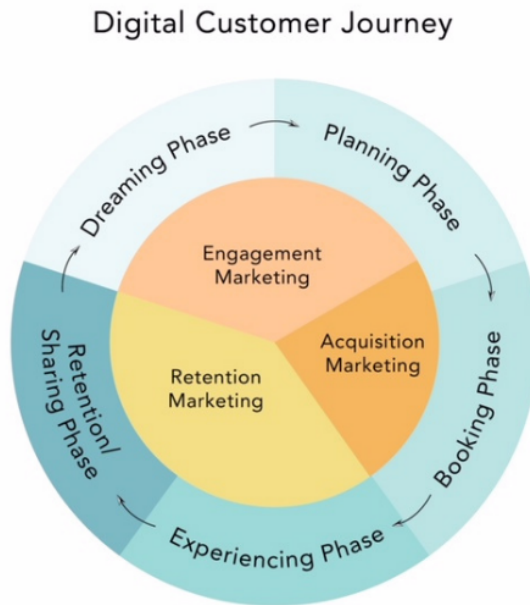 Digital Customer Journey
Dreaming Phase
Planning Phase
Booking Phase
Experiencing Phase
Retention/
Sharing Phase
Engagement
Marketing
Acquisition
Marketing
Retention
Marketing